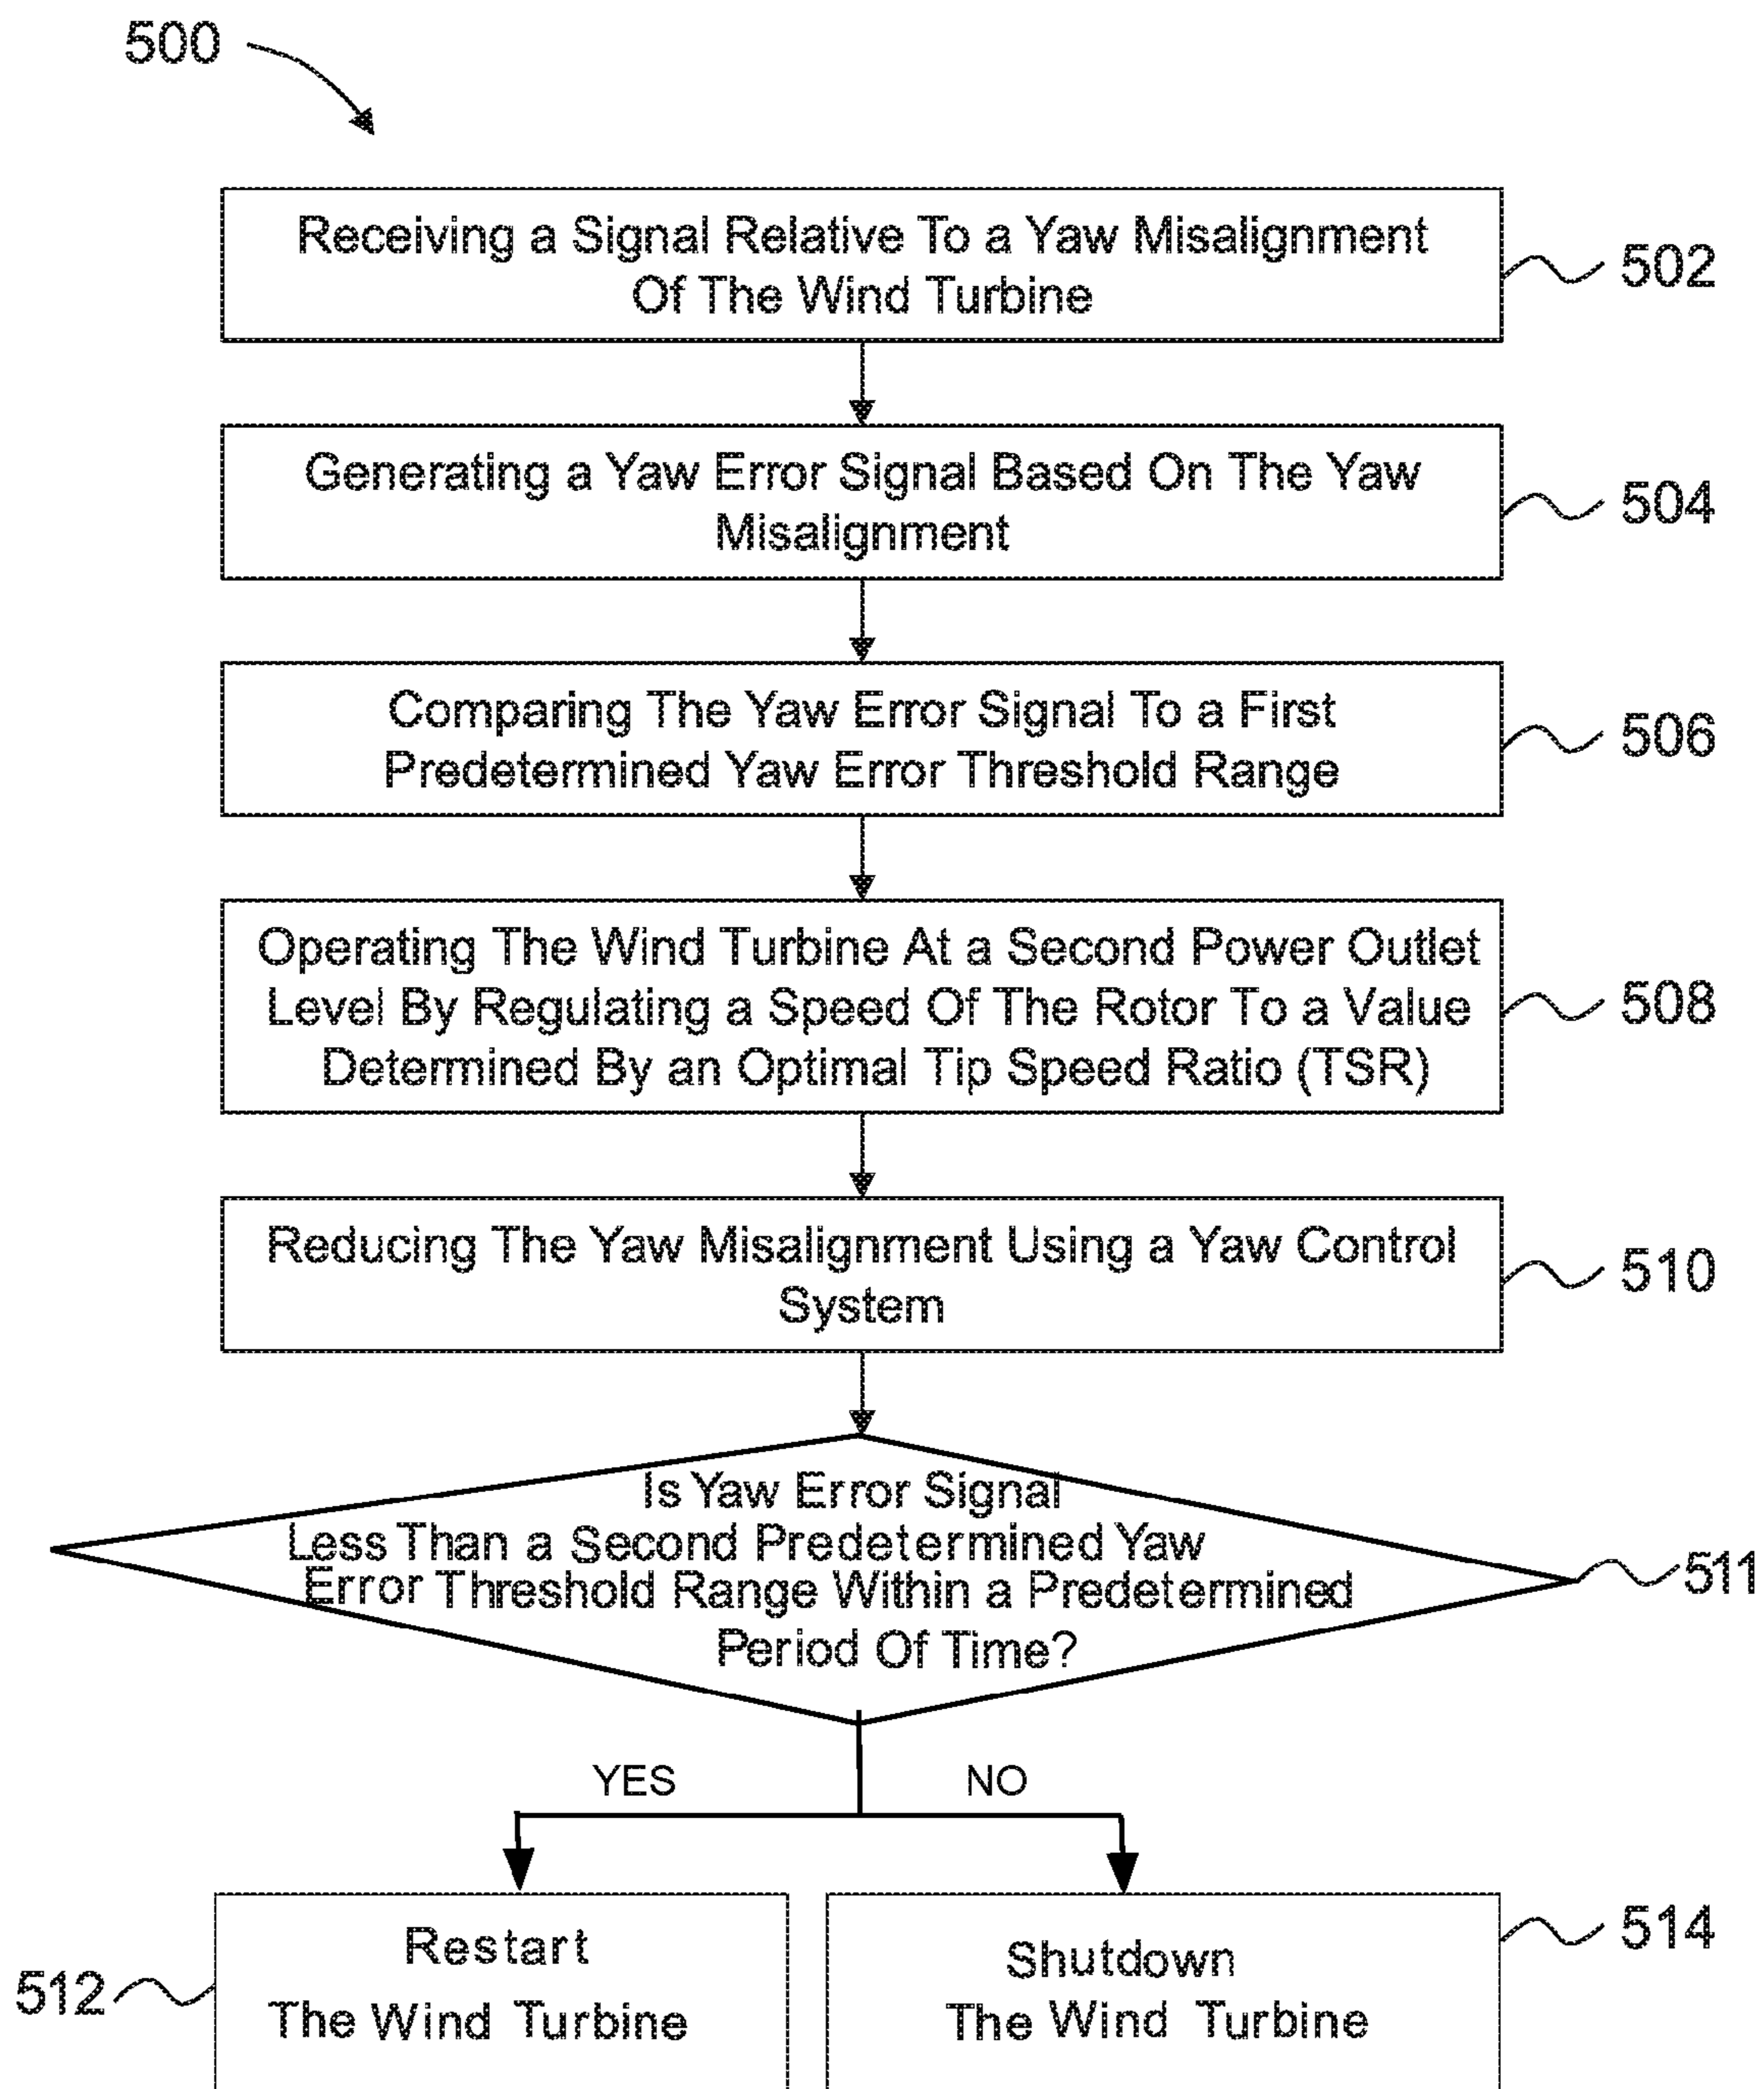 500
Receiving a Signal Relative To a Yaw Misalignment
Of The Wind Turbine
502
Generating a Yaw Error Signal Based On The Yaw
Misalignment
504
Comparing The Yaw Error Signal To a First
Predetermined Yaw Error Threshold Range
506
Operating The Wind Turbine At a Second Power Outlet
Level By Regulating a Speed Of The Rotor To a Value
Determined By an Optimal Tip Speed Ratio (TSR)
508
Reducing The Yaw Misalignment Using a Yaw Control
System
510
Is Yaw Error Signal
Less Than a Second Predetermined Yaw
Error Threshold Range Within a Predetermined
Period Of Time?
511
YES
NO
Restart
The Wind Turbine
512
Shutdown
The Wind Turbine
514